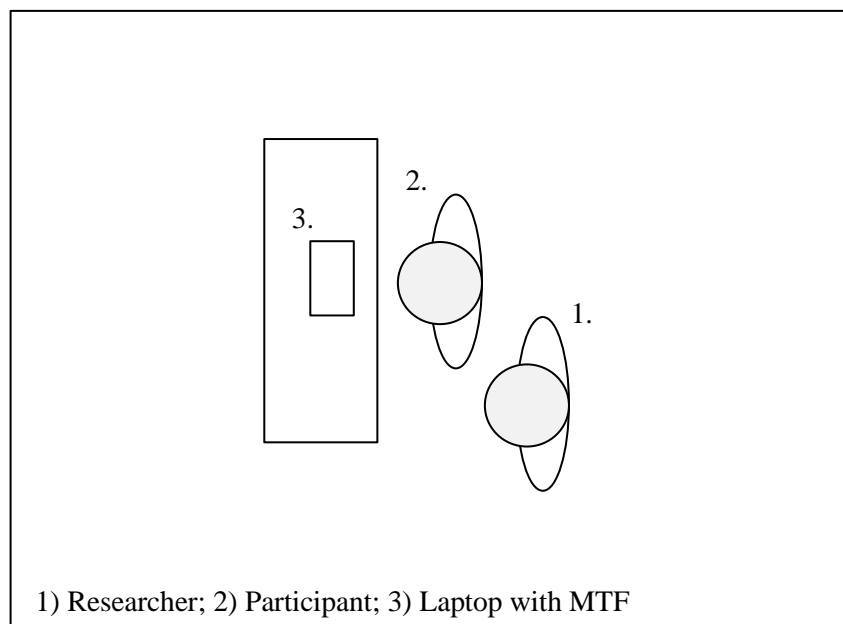 2.
3.
1.
1) Researcher; 2) Participant; 3) Laptop with MTF